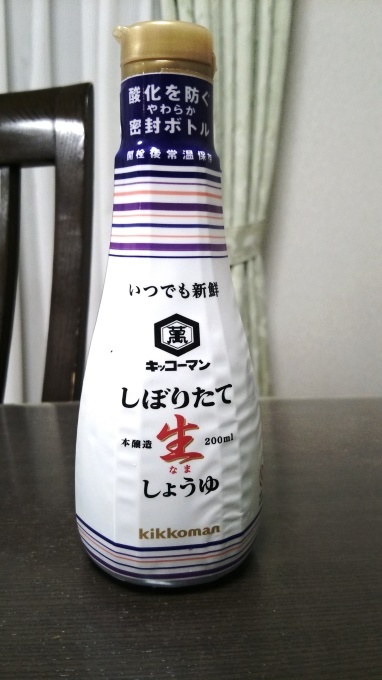 酸化を防ぐ
やわらか
密封ボトル
開栓後常温保存
いつでも新鮮
萬
キッコーマン
しぼりたて
本醸造 生 200ml
なま
しょうゆ
kikkoman